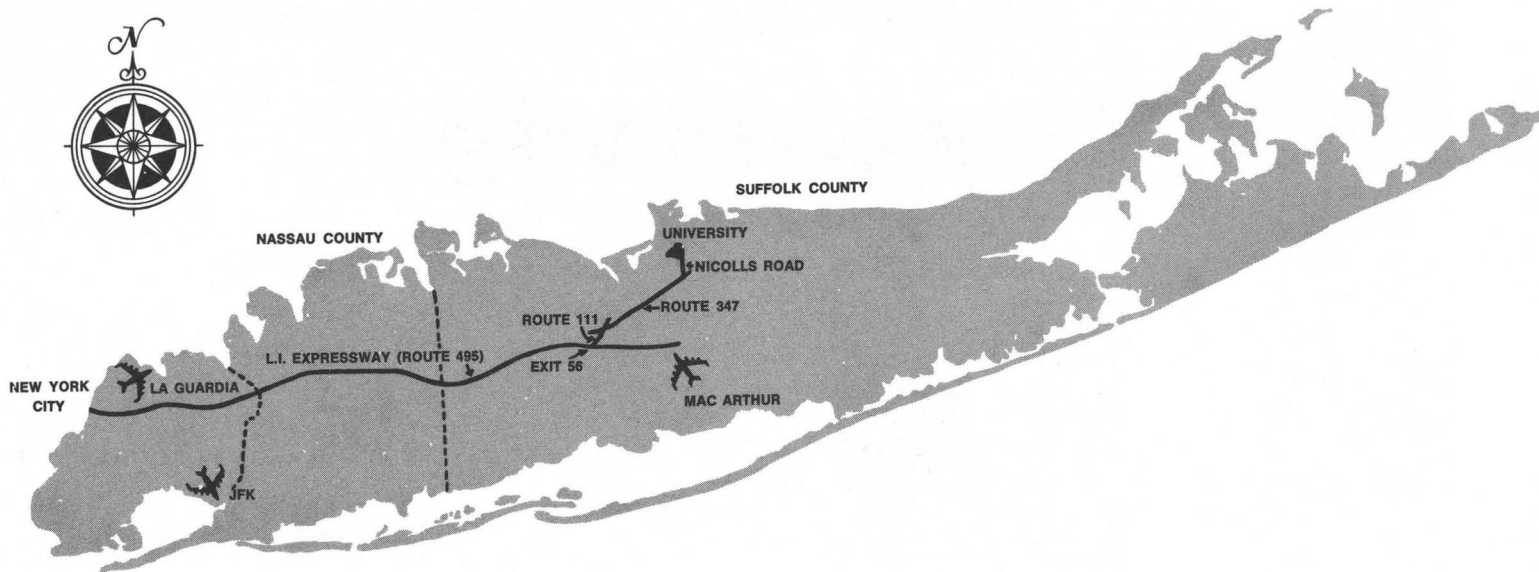 N
SUFFOLK COUNTY
NASSAU COUNTY
UNIVERSITY
NICOLLS ROAD
ROUTE 347
ROUTE 111
L.I. EXPRESSWAY (ROUTE 495)
EXIT 56
NEW YORK
CITY
LA GUARDIA
MAC ARTHUR
JFK